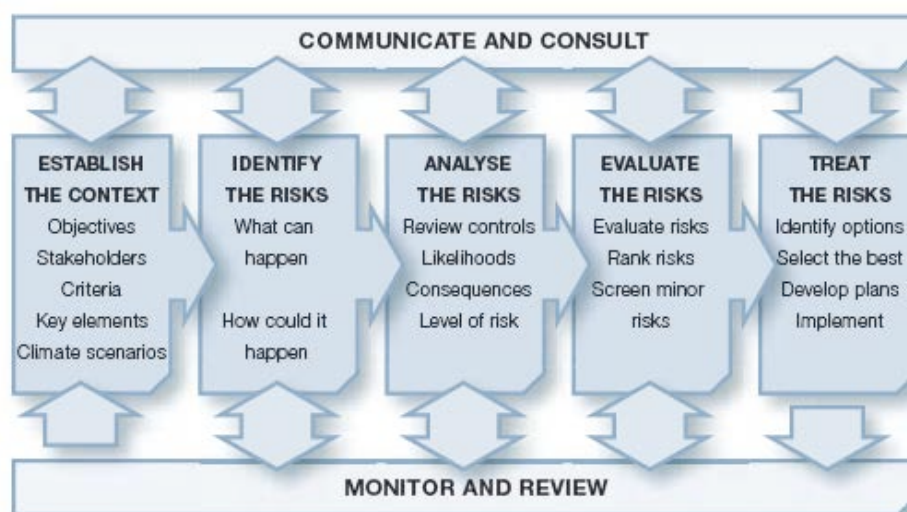 COMMUNICATE AND CONSULT
ESTABLISH
THE CONTEXT
Objectives
Stakeholders
Criteria
Key elements
Climate scenarios
IDENTIFY
THE RISKS
What can
happen
How could it
happen
ANALYSE
THE RISKS
Review controls
Likelihoods
Consequences
Level of risk
EVALUATE
THE RISKS
Evaluate risks
Rank risks
Screen minor
risks
TREAT
THE RISKS
Identify options
Select the best
Develop plans
Implement
MONITOR AND REVIEW